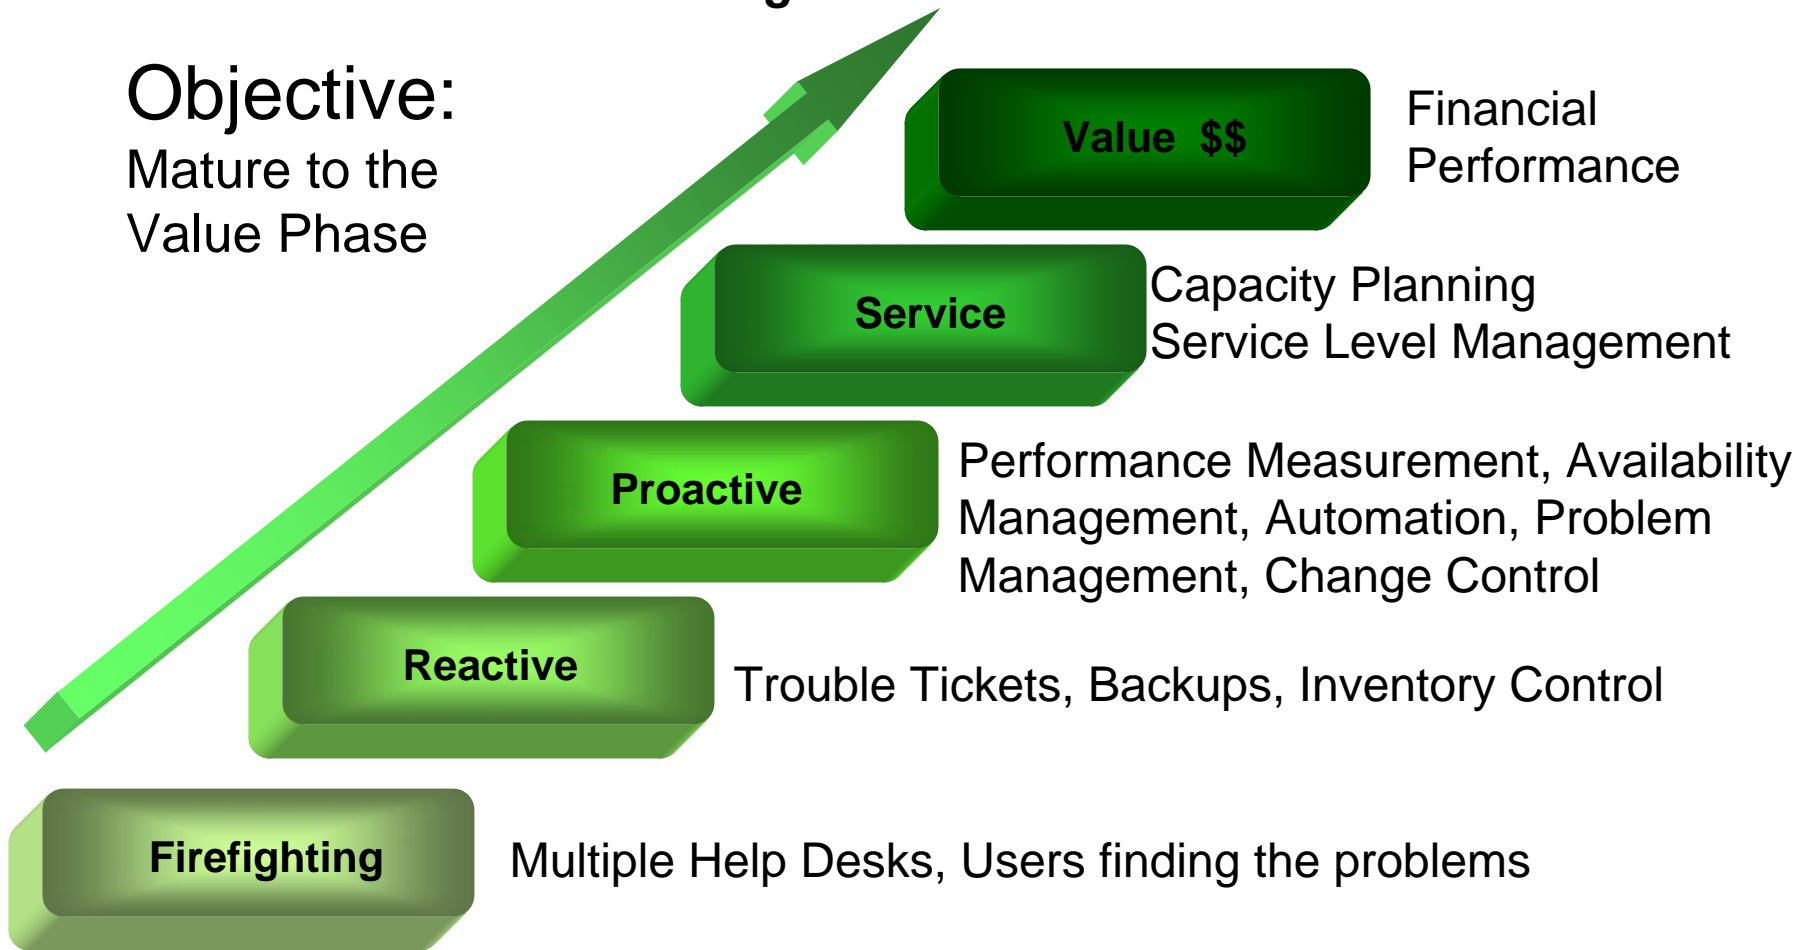 Objective:
Mature to the
Value Phase
Value $$
Financial
Performance
Service
Capacity Planning
Service Level Management
Proactive
Performance Measurement, Availability
Management, Automation, Problem
Management, Change Control
Reactive
Trouble Tickets, Backups, Inventory Control
Firefighting
Multiple Help Desks, Users finding the problems